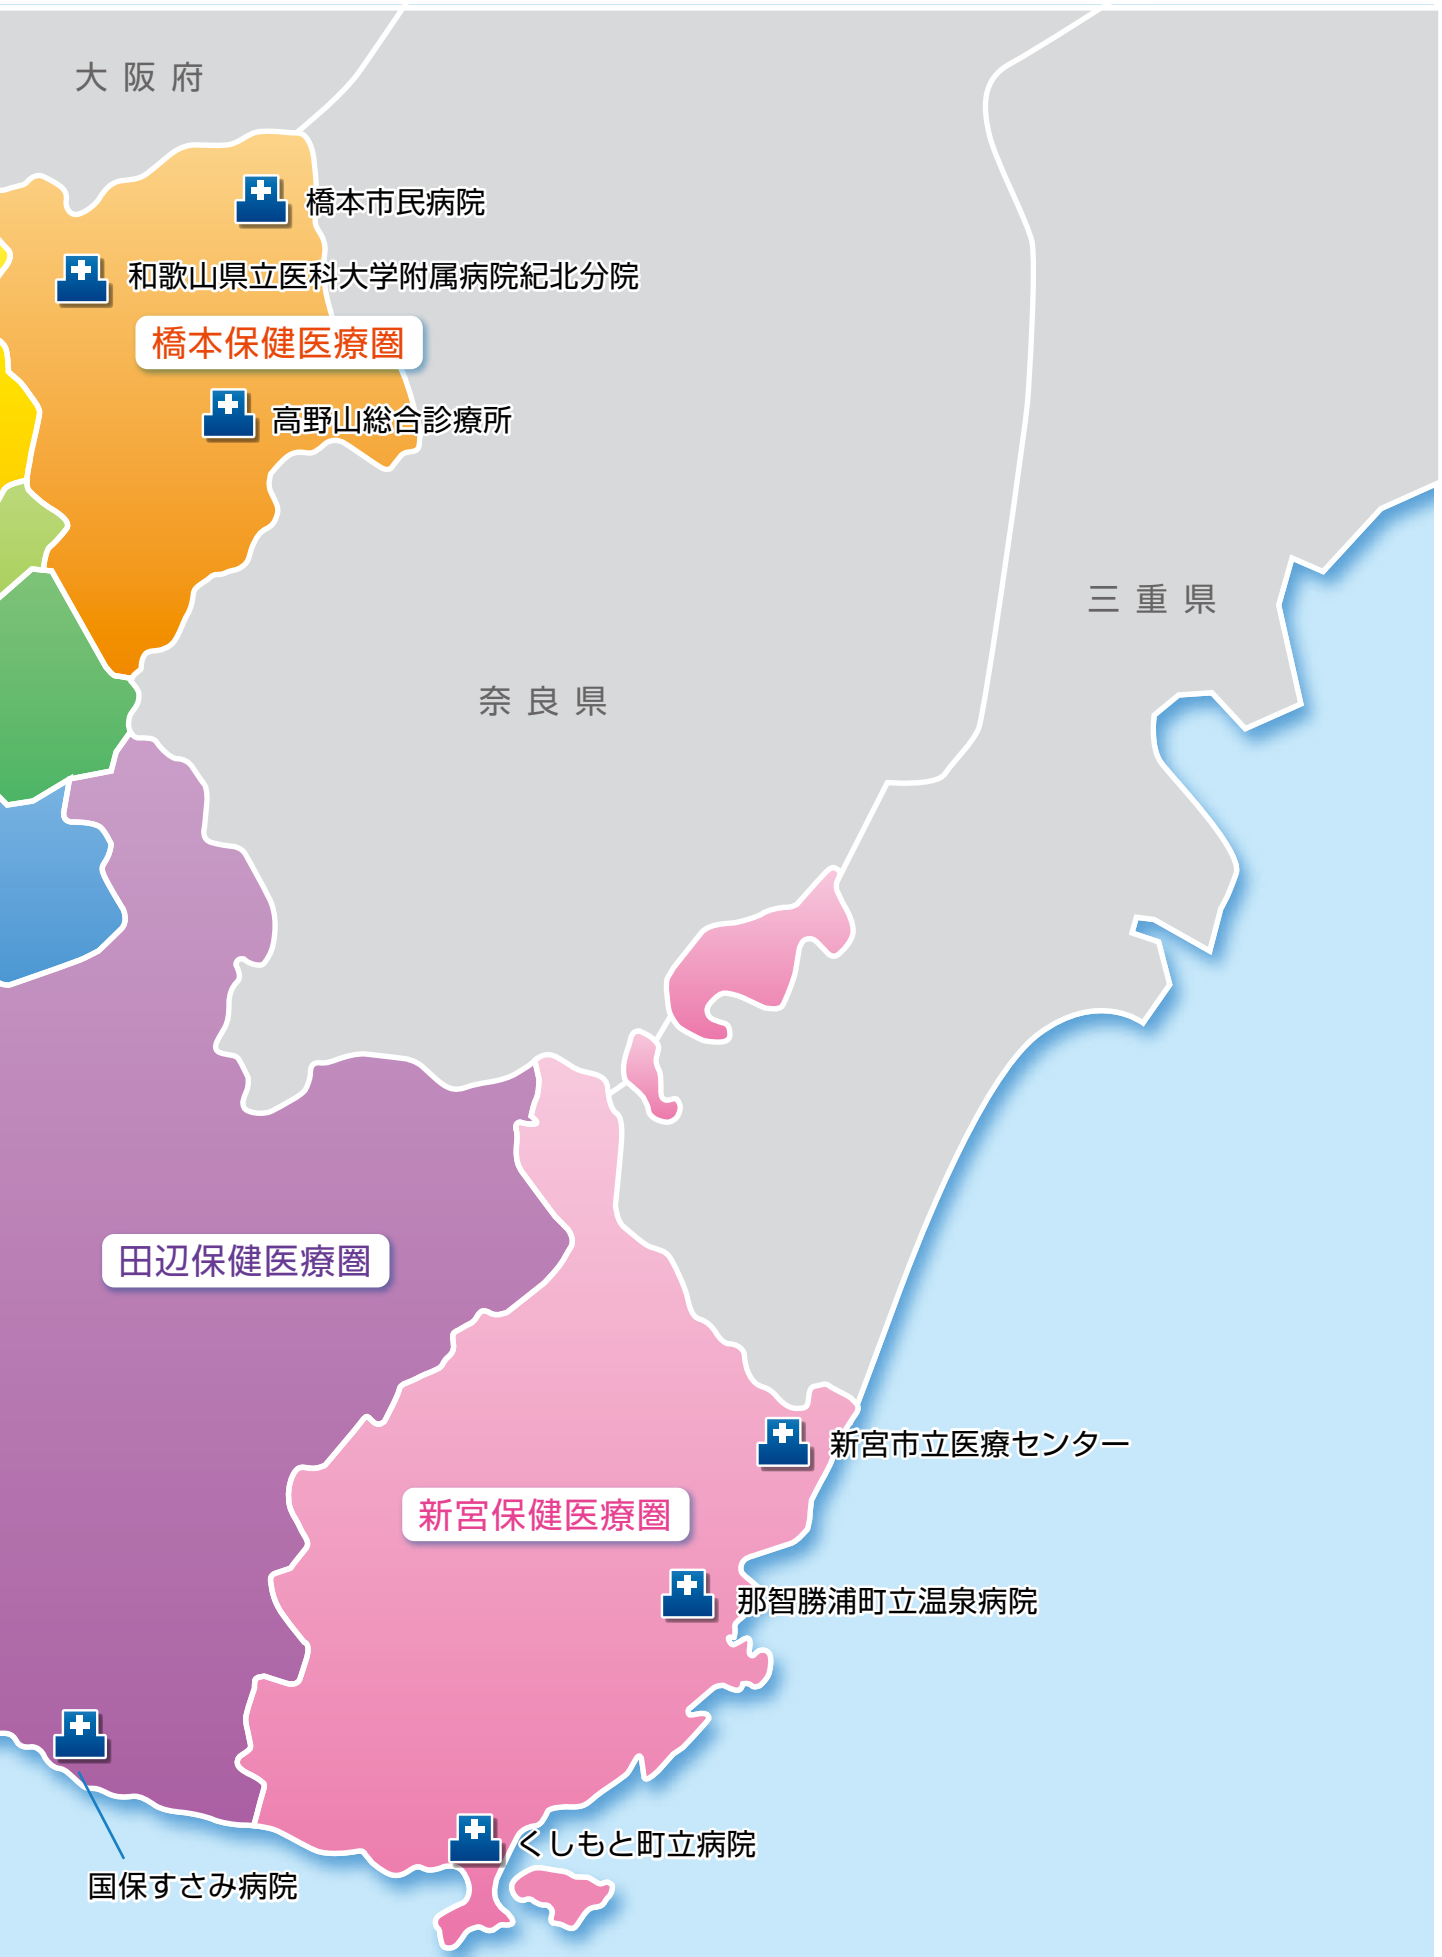 大阪府
橋本市民病院
和歌山県立医科大学附属病院紀北分院
橋本保健医療圏
高野山総合診療所
三重県
奈良県
田辺保健医療圏
新宮市立医療センター
新宮保健医療圏
那智勝浦町立温泉病院
くしもと町立病院
国保すさみ病院